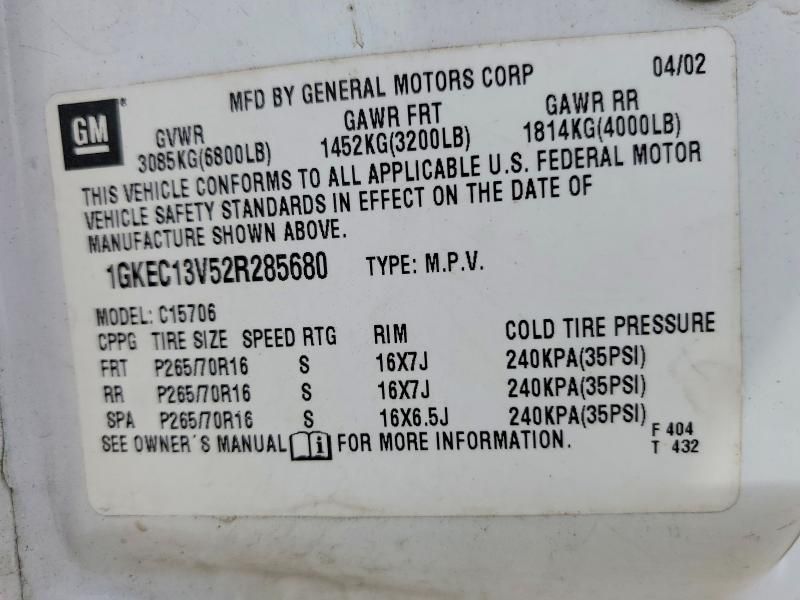 GM
MFD BY GENERAL MOTORS CORP 04/02
GVWR GAWR FRT GAWR RR
3085KG(6800LB) 1452KG(3200LB) 1814KG(4000LB)
THIS VEHICLE CONFORMS TO ALL APPLICABLE U.S. FEDERAL MOTOR
VEHICLE SAFETY STANDARDS IN EFFECT ON THE DATE OF
MANUFACTURE SHOWN ABOVE.
1GKEC13V52R285680 TYPE: M.P.V.
MODEL: C15706
CPPG TIRE SIZE SPEED RTG RIM COLD TIRE PRESSURE
FRT P265/70R16 S 16X7J 240KPA(35PSI)
RR P265/70R16 S 16X7J 240KPA(35PSI)
SPA P265/70R16 S 16X6.5J 240KPA(35PSI)
SEE OWNER'S MANUAL i FOR MORE INFORMATION.
F 404
T 432